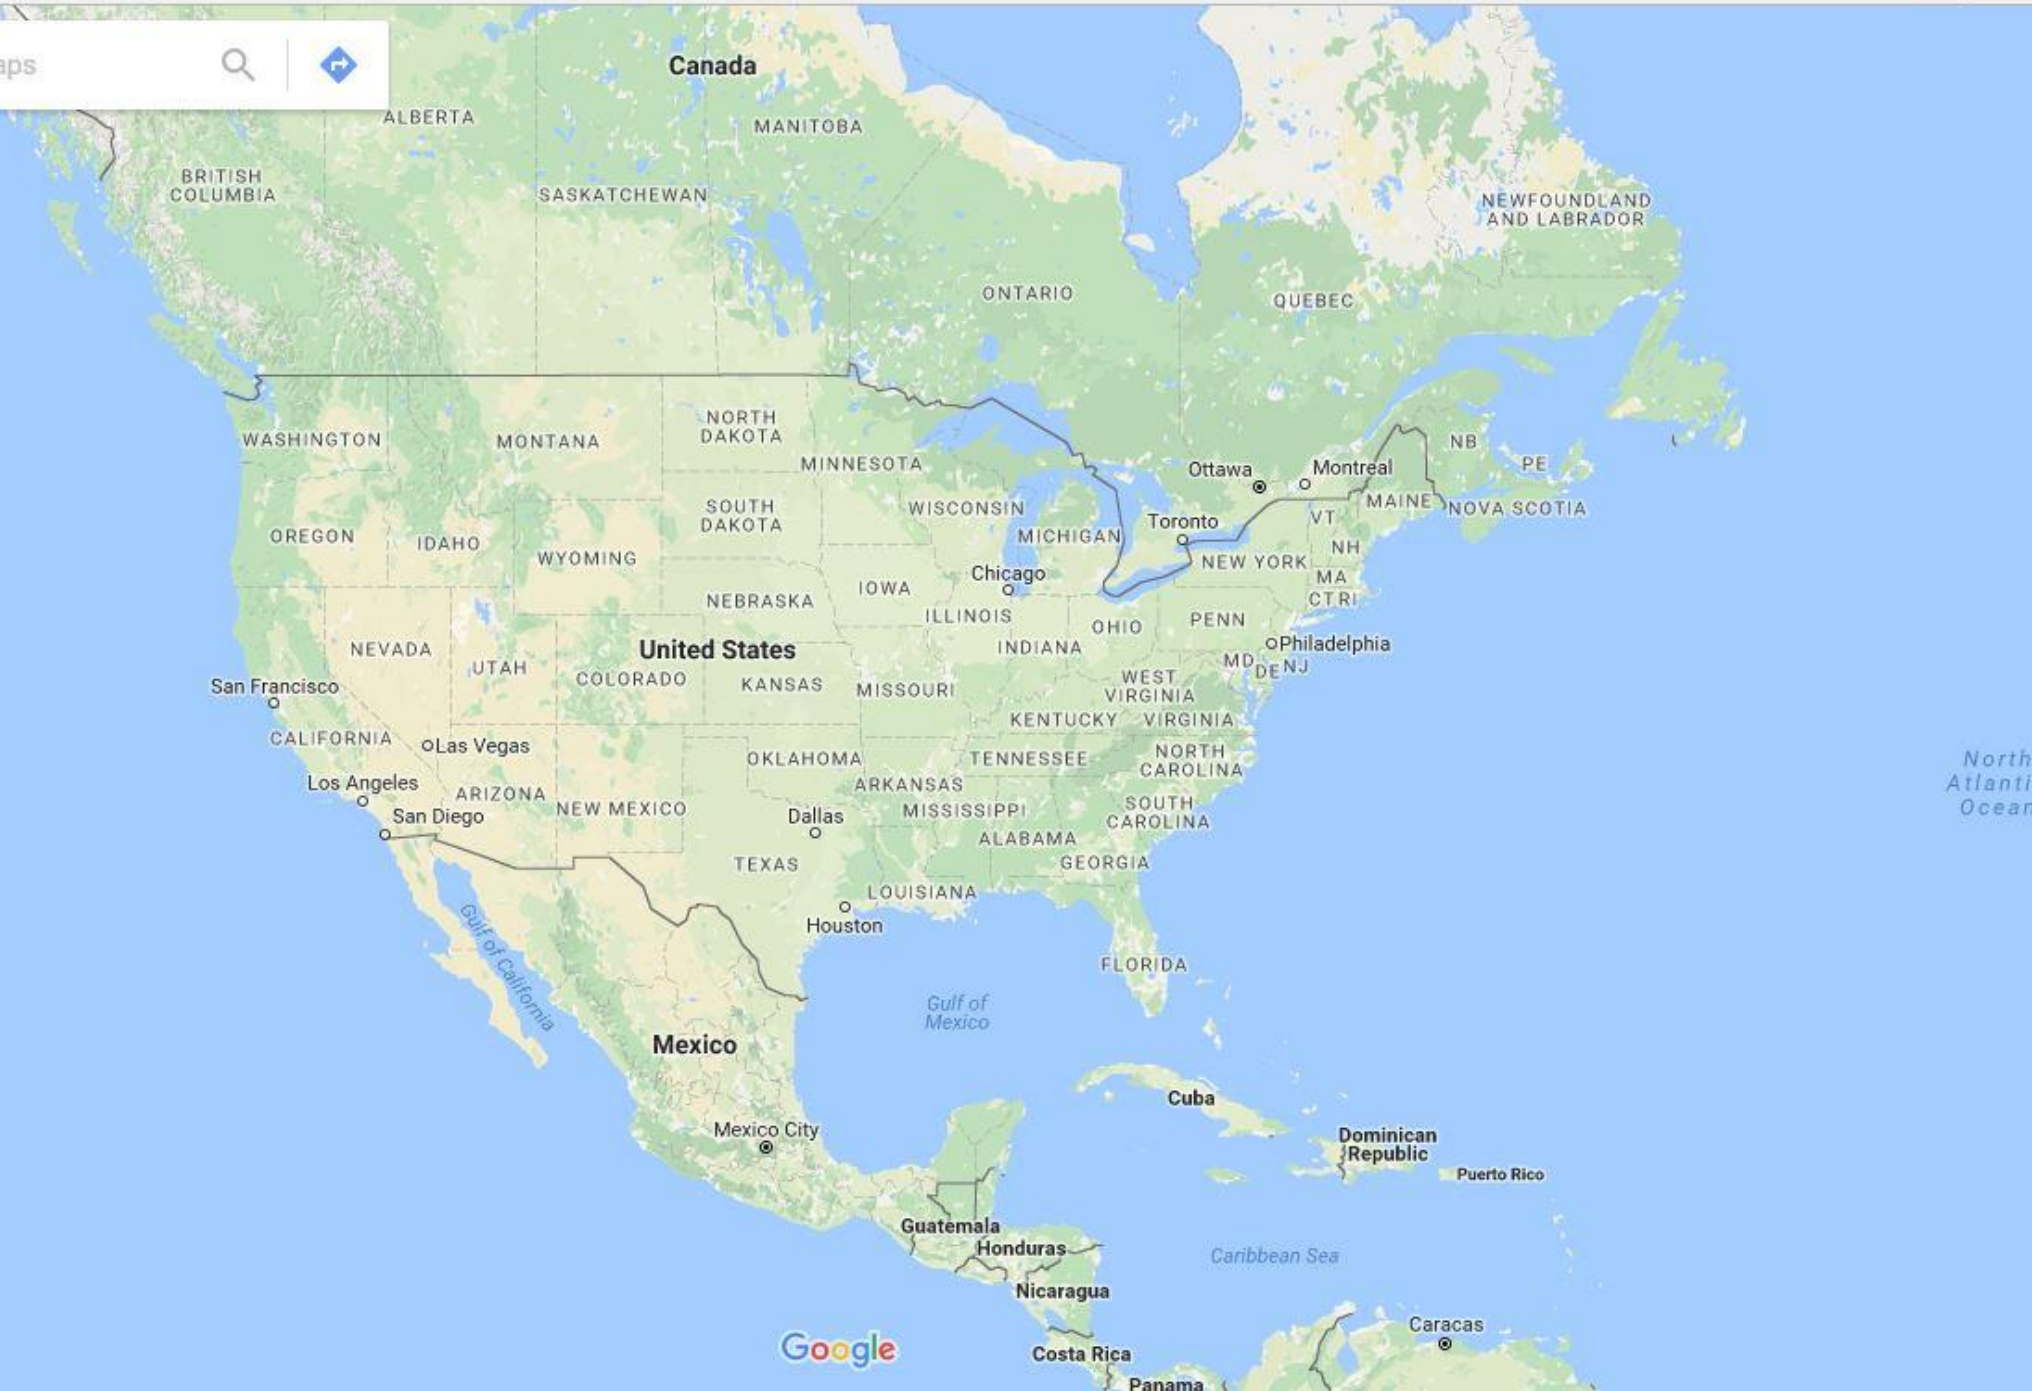 aps
Canada
ALBERTA
MANITOBA
BRITISH
COLUMBIA
SASKATCHEWAN
NEWFOUNDLAND
AND LABRADOR
ONTARIO
QUEBEC
NORTH
DAKOTA
WASHINGTON
MONTANA
NB
MINNESOTA
PE
Ottawa
Montreal
MAINE
NOVA SCOTIA
SOUTH
DAKOTA
WISCONSIN
VT
Toronto
OREGON
IDAHO
MICHIGAN
NH
WYOMING
NEW YORK
Chicago
MA
IOWA
NEBRASKA
CT RI
ILLINOIS
PENN
OHIO
Philadelphia
NEVADA
United States
INDIANA
UTAH
MD
DE NJ
COLORADO
KANSAS
MISSOURI
WEST
VIRGINIA
San Francisco
KENTUCKY
VIRGINIA
CALIFORNIA
Las Vegas
OKLAHOMA
TENNESSEE
NORTH
CAROLINA
North
Atlanti
Ocean
Los Angeles
ARIZONA
NEW MEXICO
ARKANSAS
San Diego
Dallas
MISSISSIPPI
SOUTH
CAROLINA
ALABAMA
TEXAS
GEORGIA
LOUISIANA
Houston
Gulf of California
FLORIDA
Gulf of
Mexico
Mexico
Cuba
Mexico City
Dominican
Republic
Puerto Rico
Guatemala
Honduras
Caribbean Sea
Nicaragua
Caracas
Google
Costa Rica
Panama